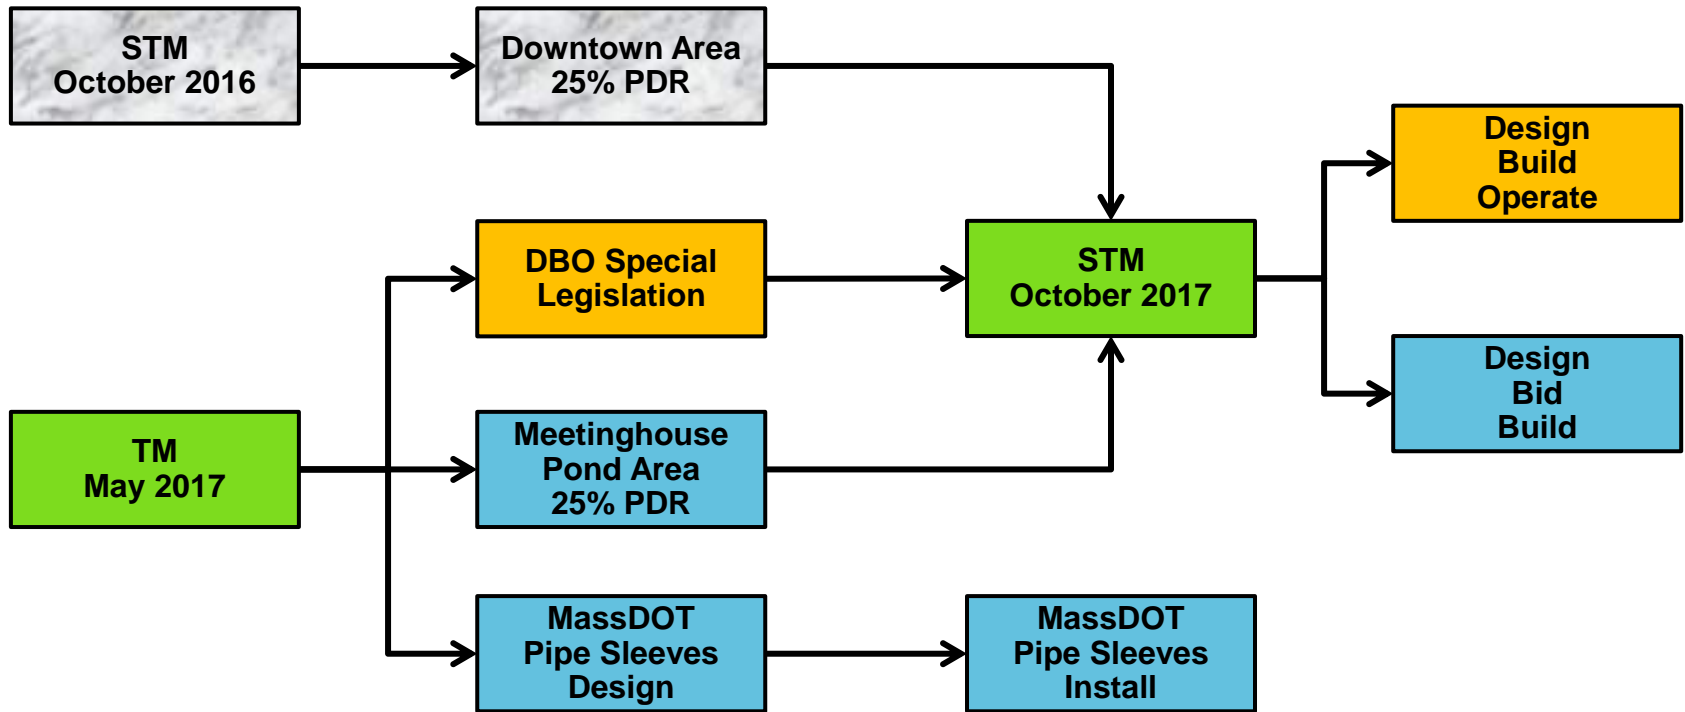 STM
October 2016
Downtown Area
25% PDR
Design
Build
Operate
DBO Special
Legislation
STM
October 2017
Design
Bid
Build
TM
May 2017
Meetinghouse
Pond Area
25% PDR
MassDOT
Pipe Sleeves
Design
MassDOT
Pipe Sleeves
Install